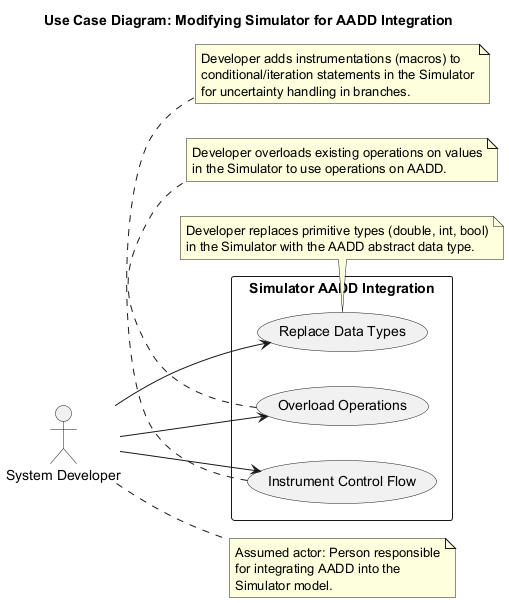 Use Case Diagram: Modifying Simulator for AADD Integration
Developer adds instrumentations (macros) to
conditional/iteration statements in the Simulator
for uncertainty handling in branches.
Developer overloads existing operations on values
in the Simulator to use operations on AADD.
Developer replaces primitive types (double, int, bool)
in the Simulator with the AADD abstract data type.
Simulator AADD Integration
Replace Data Types
Overload Operations
Instrument Control Flow
System Developer
Assumed actor: Person responsible
for integrating AADD into the
Simulator model.